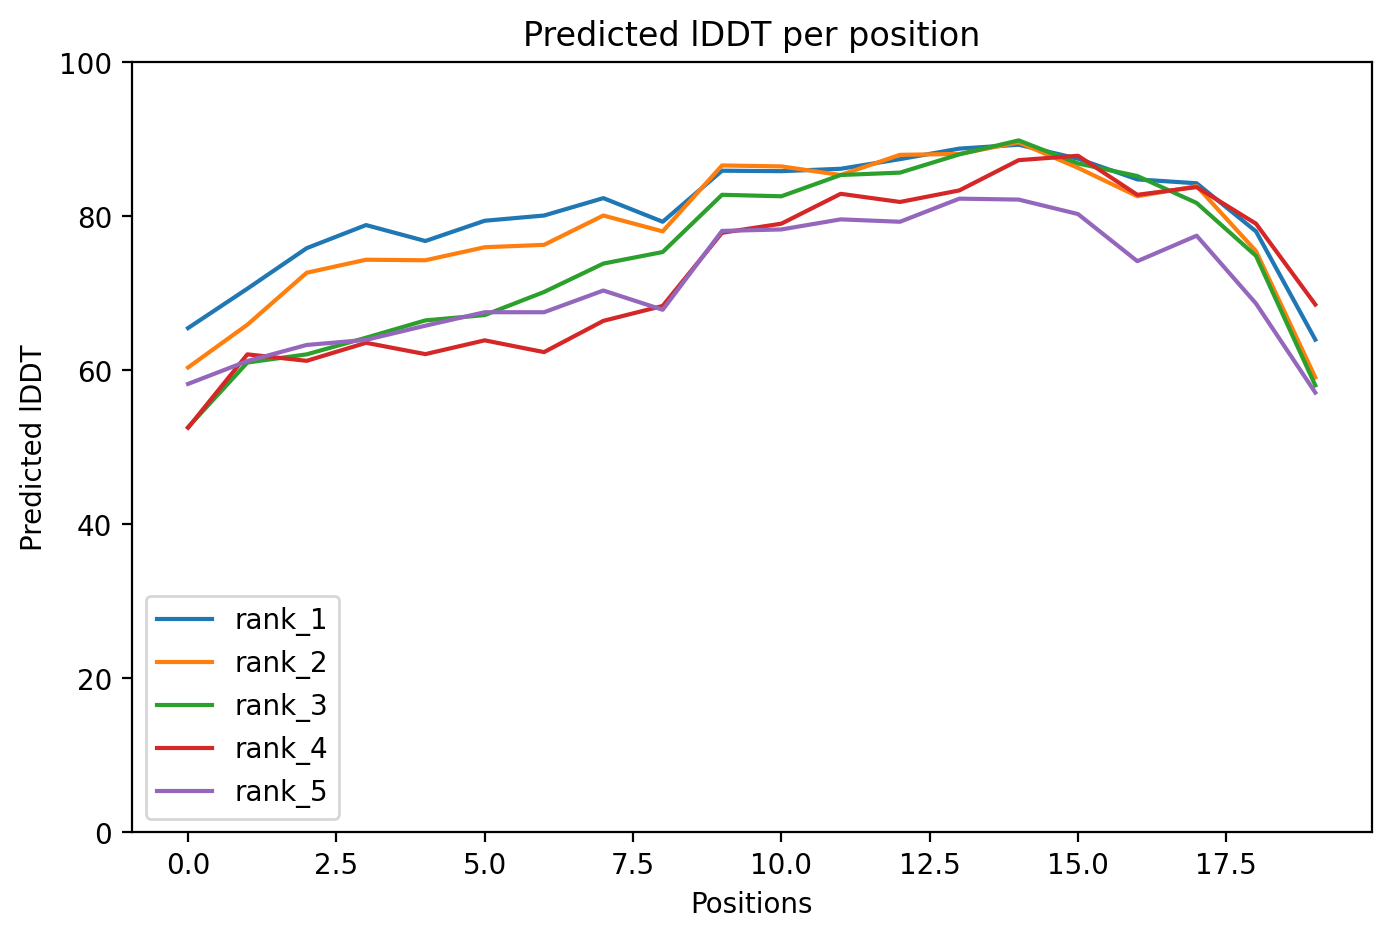 Predicted lDDT per position
100
80
60
40
20
0
Predicted lDDT
rank_1
rank_2
rank_3
rank_4
rank_5
0.0 2.5 5.0 7.5 10.0 12.5 15.0 17.5
Positions